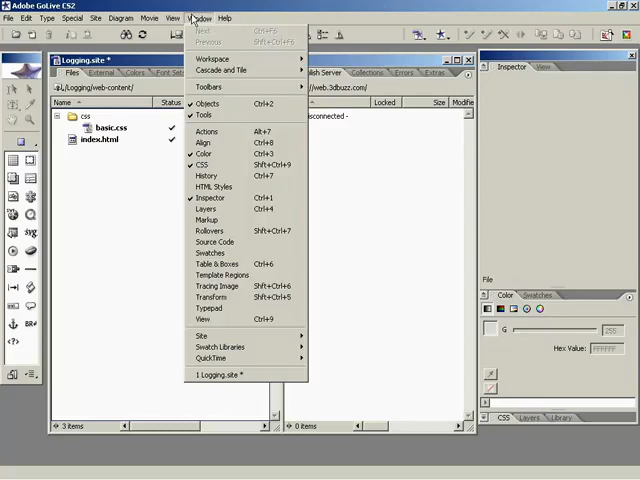 Adobe GoLive CS2
File Edit Type Special Site Diagram Movie View Window Help
Next Ctrl+F6
Previous Shft+Ctrl+F6
Workspace
Cascade and Tile
Toolbars
Objects Ctrl+2
Tools
Actions Alt+7
Align Ctrl+8
Color Ctrl+3
CSS Shft+Ctrl+9
History Ctrl+7
HTML Styles
Inspector Ctrl+1
Layers Ctrl+4
Markup
Rollovers Shft+Ctrl+7
Source Code
Swatches
Table & Boxes Ctrl+6
Template Regions
Tracing Image Shft+Ctrl+6
Transform Shft+Ctrl+5
Typepad
View Ctrl+9
Site
Swatch Libraries
QuickTime
1 Logging.site *
Logging.site *
Files External Colors Font Sets
/Logging/web-content/
Name Status
css
basic.css
index.html
3 items
Publish Server Collections Errors Extras
//web.3dbuzz.com/
Locked Size Modifie
isconnected -
0 items
Inspector View
File
Color Swatches
G 255
Hex Value: FFFFFF
CSS Layers Library